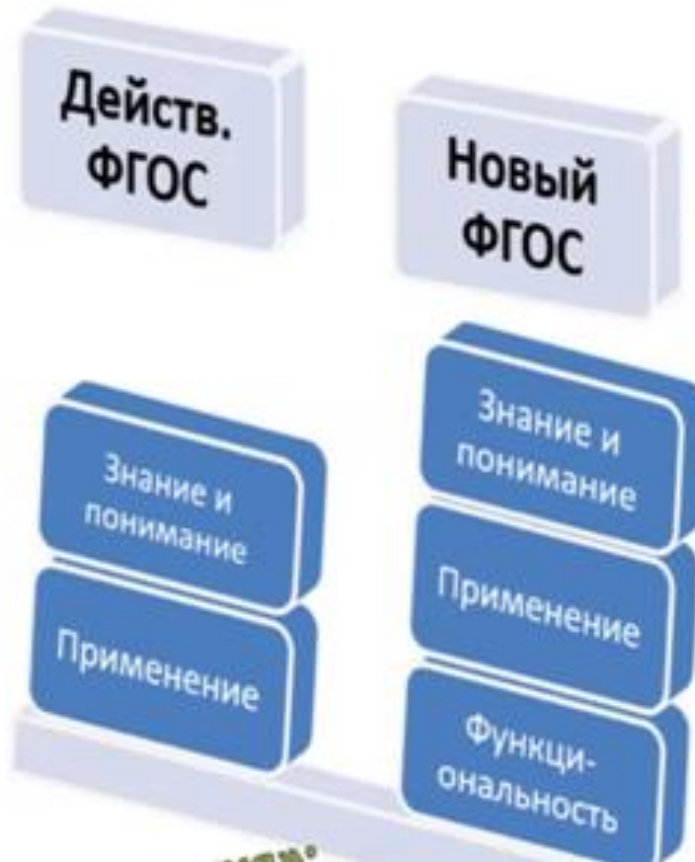 Действ.
ФГОС
Новый
ФГОС
Знание и
понимание
Применение
Знание и
понимание
Применение
Функци-
ональность